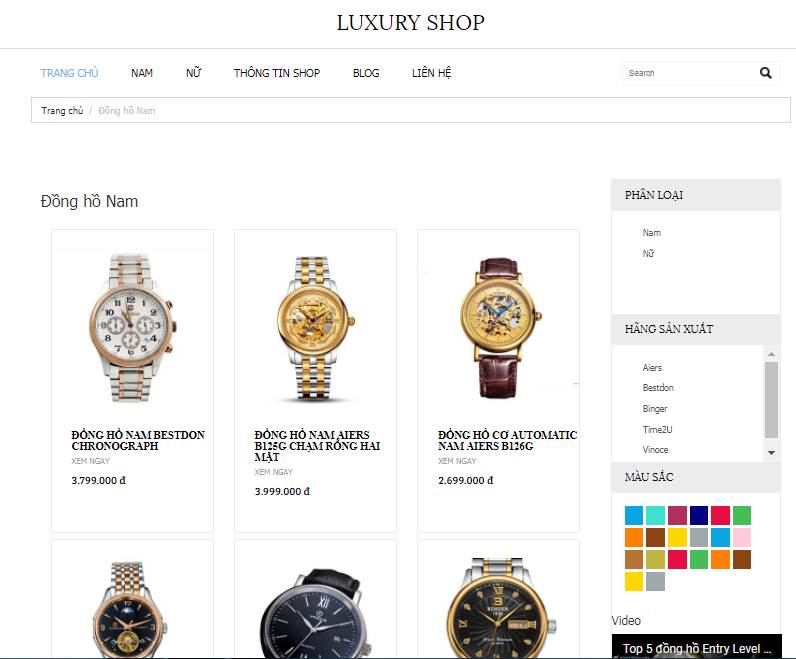 LUXURY SHOP
TRANG CHỦ NAM NỮ THÔNG TIN SHOP BLOG LIÊN HỆ Search
Trang chủ / Đồng hồ Nam
Đồng hồ Nam
ĐỒNG HỒ NAM BESTDON
CHRONOGRAPH
XEM NGAY
3.799.000 đ
ĐỒNG HỒ NAM AIERS
B125G CHẠM RỒNG HAI
MẶT
XEM NGAY
3.999.000 đ
ĐỒNG HỒ CƠ AUTOMATIC
NAM AIERS B126G
XEM NGAY
2.699.000 đ
BINGER
PHÂN LOẠI
Nam
Nữ
HÃNG SẢN XUẤT
Aiers
Bestdon
Binger
Time2U
Vinoce
MÀU SẮC
Video
Top 5 đồng hồ Entry Level ...